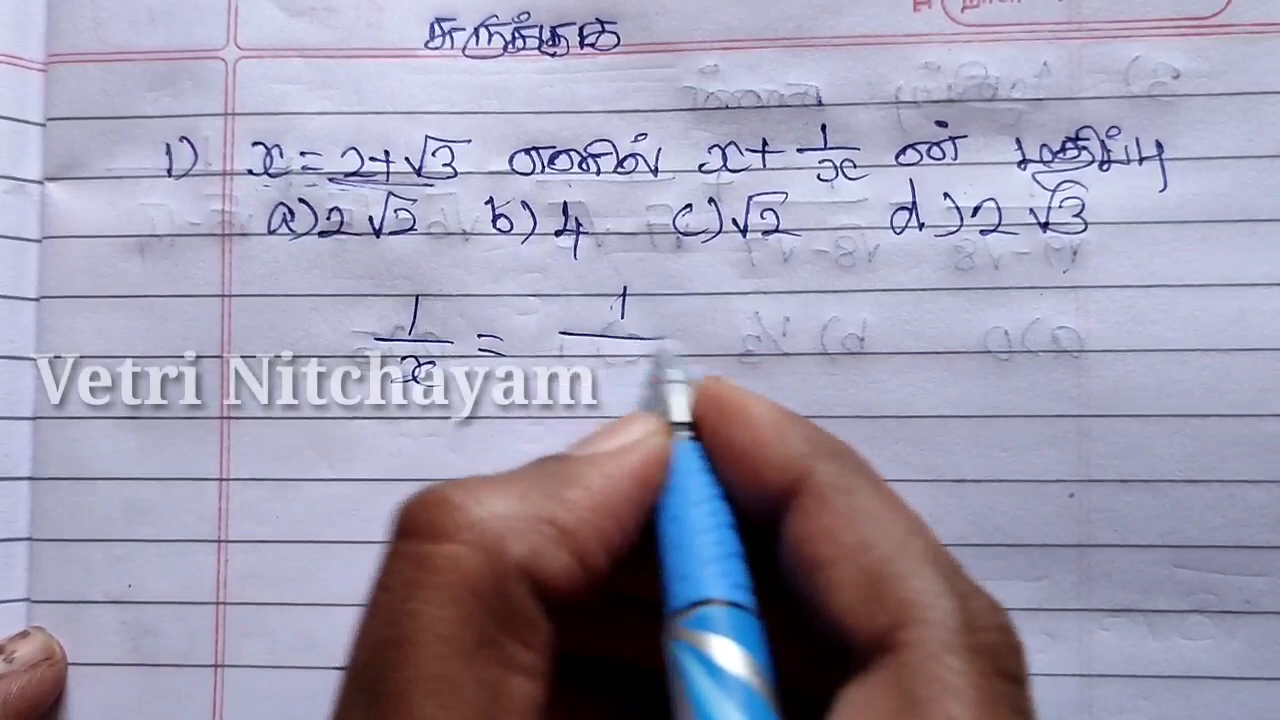 சுருக்குக
1) x = 2+√3 எனில் x + 1/x ன் மதிப்பு
a) 2√2 b) 4 c) √2 d) 2√3
1/x = 1
Vetri Nitchayam